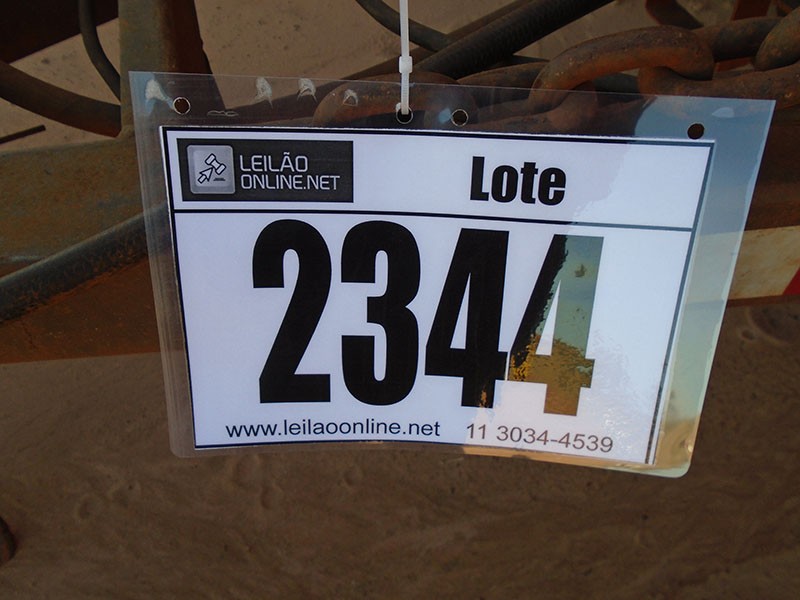 LEILÃO
ONLINE.NET
Lote
2344
www.leilaoonline.net 11 3034-4539